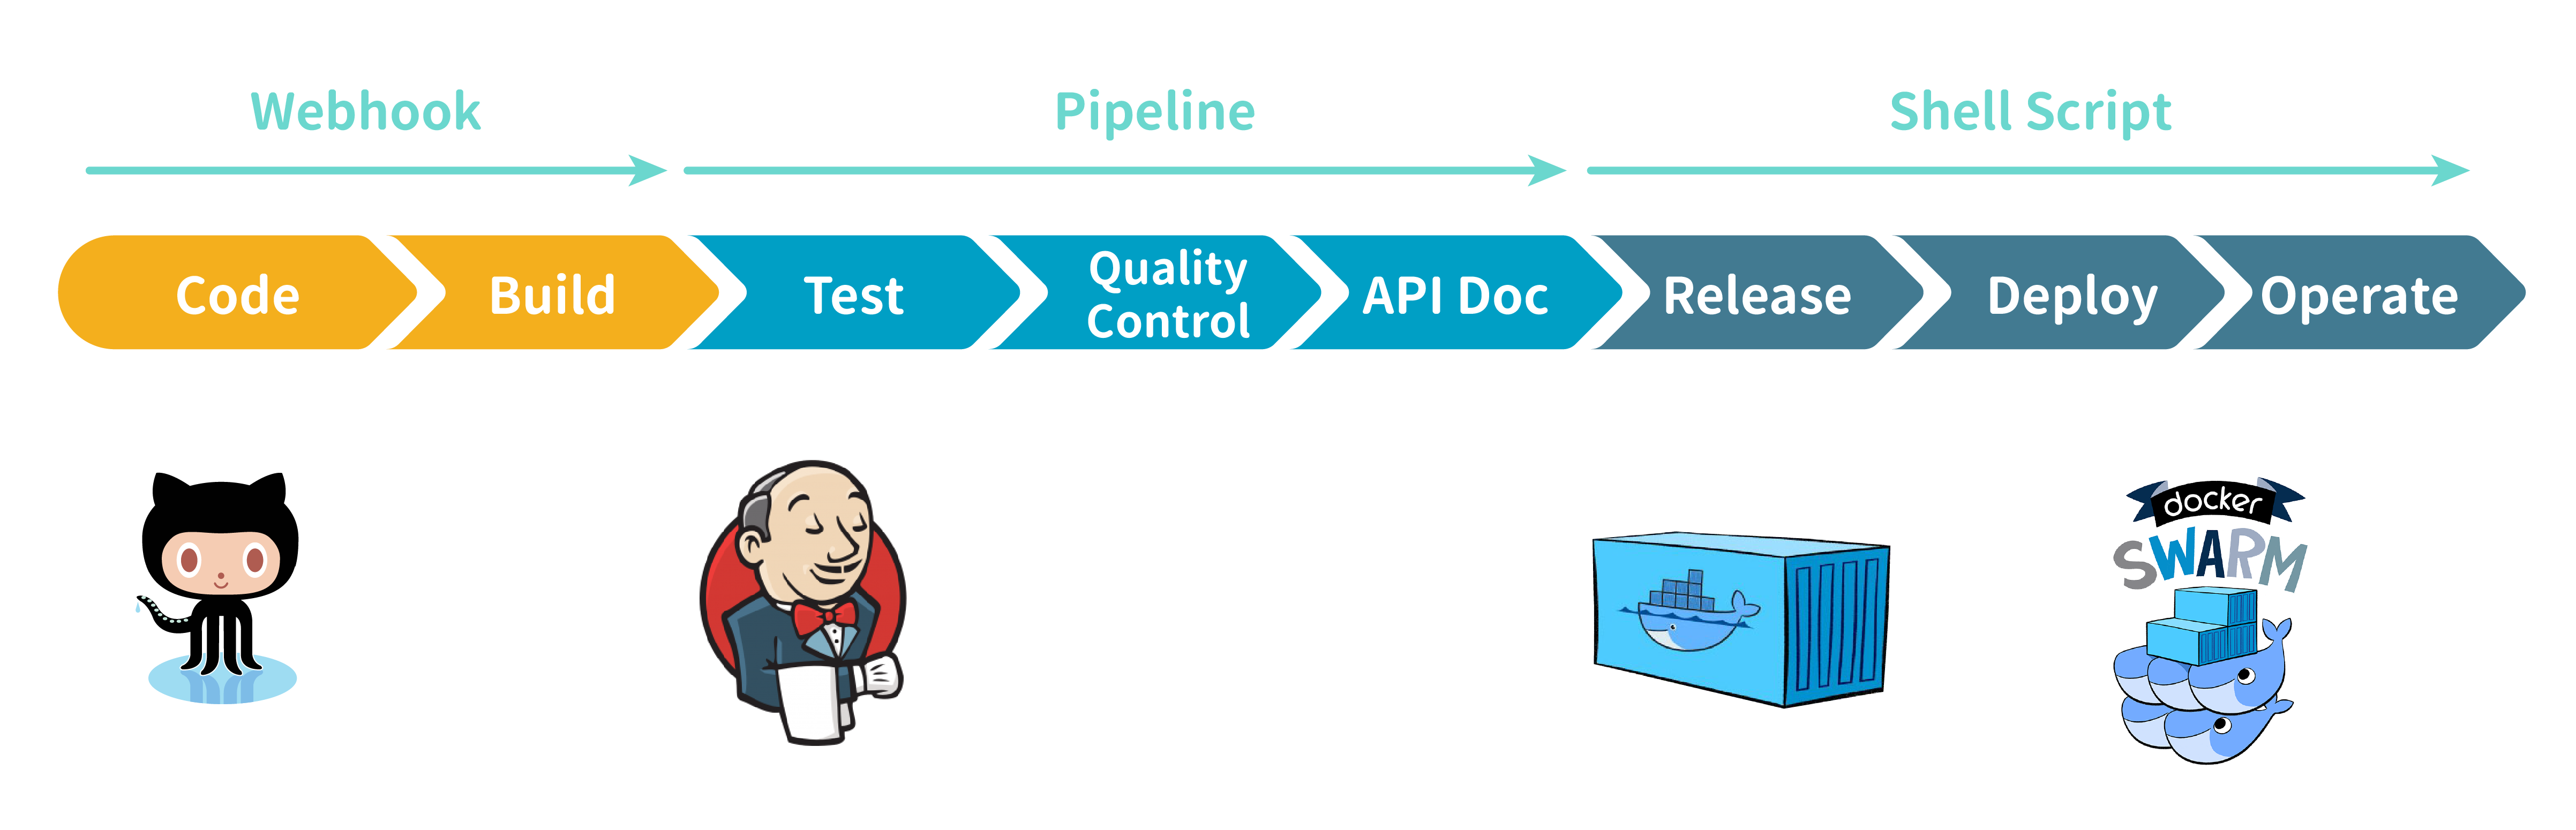 Webhook
Pipeline
Shell Script
Code
Build
Test
Quality
Control
API Doc
Release
Deploy
Operate
docker
SWARM